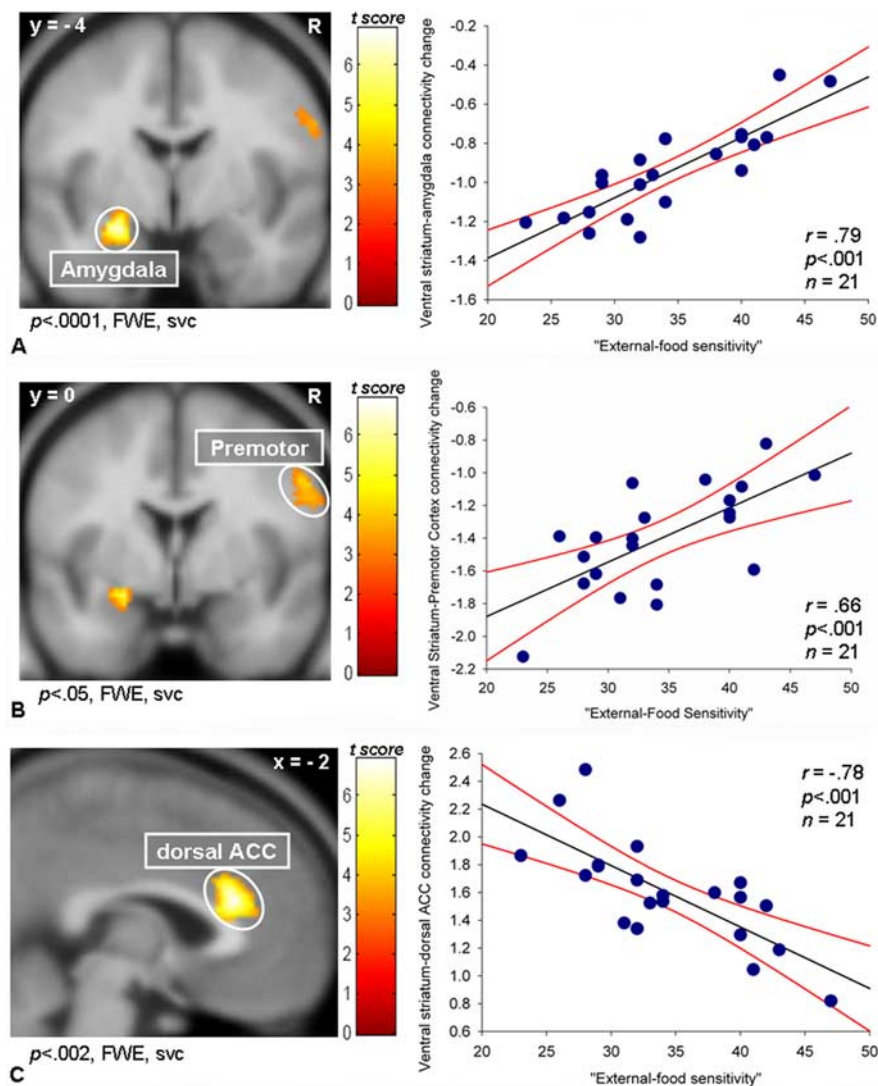 y = - 4
R
t score
6
5
4
3
2
1
0
Amygdala
p<.0001, FWE, svc
A
Ventral striatum-amygdala connectivity change
-0.2
-0.4
-0.6
-0.8
-1.0
-1.2
-1.4
-1.6
r = .79
p<.001
n = 21
20 25 30 35 40 45 50
"External-food sensitivity"
y = 0
R
t score
6
5
4
3
2
1
0
Premotor
p<.05, FWE, svc
B
Ventral Striatum-Premotor Cortex connectivity change
-0.6
-0.8
-1.0
-1.2
-1.4
-1.6
-1.8
-2.0
-2.2
r = .66
p<.001
n = 21
20 25 30 35 40 45 50
"External-Food Sensitivity"
x = - 2
t score
6
5
4
3
2
1
0
dorsal ACC
p<.002, FWE, svc
C
Ventral striatum-dorsal ACC connectivity change
2.6
2.4
2.2
2.0
1.8
1.6
1.4
1.2
1.0
0.8
0.6
r = -.78
p<.001
n = 21
20 25 30 35 40 45 50
"External-food sensitivity"